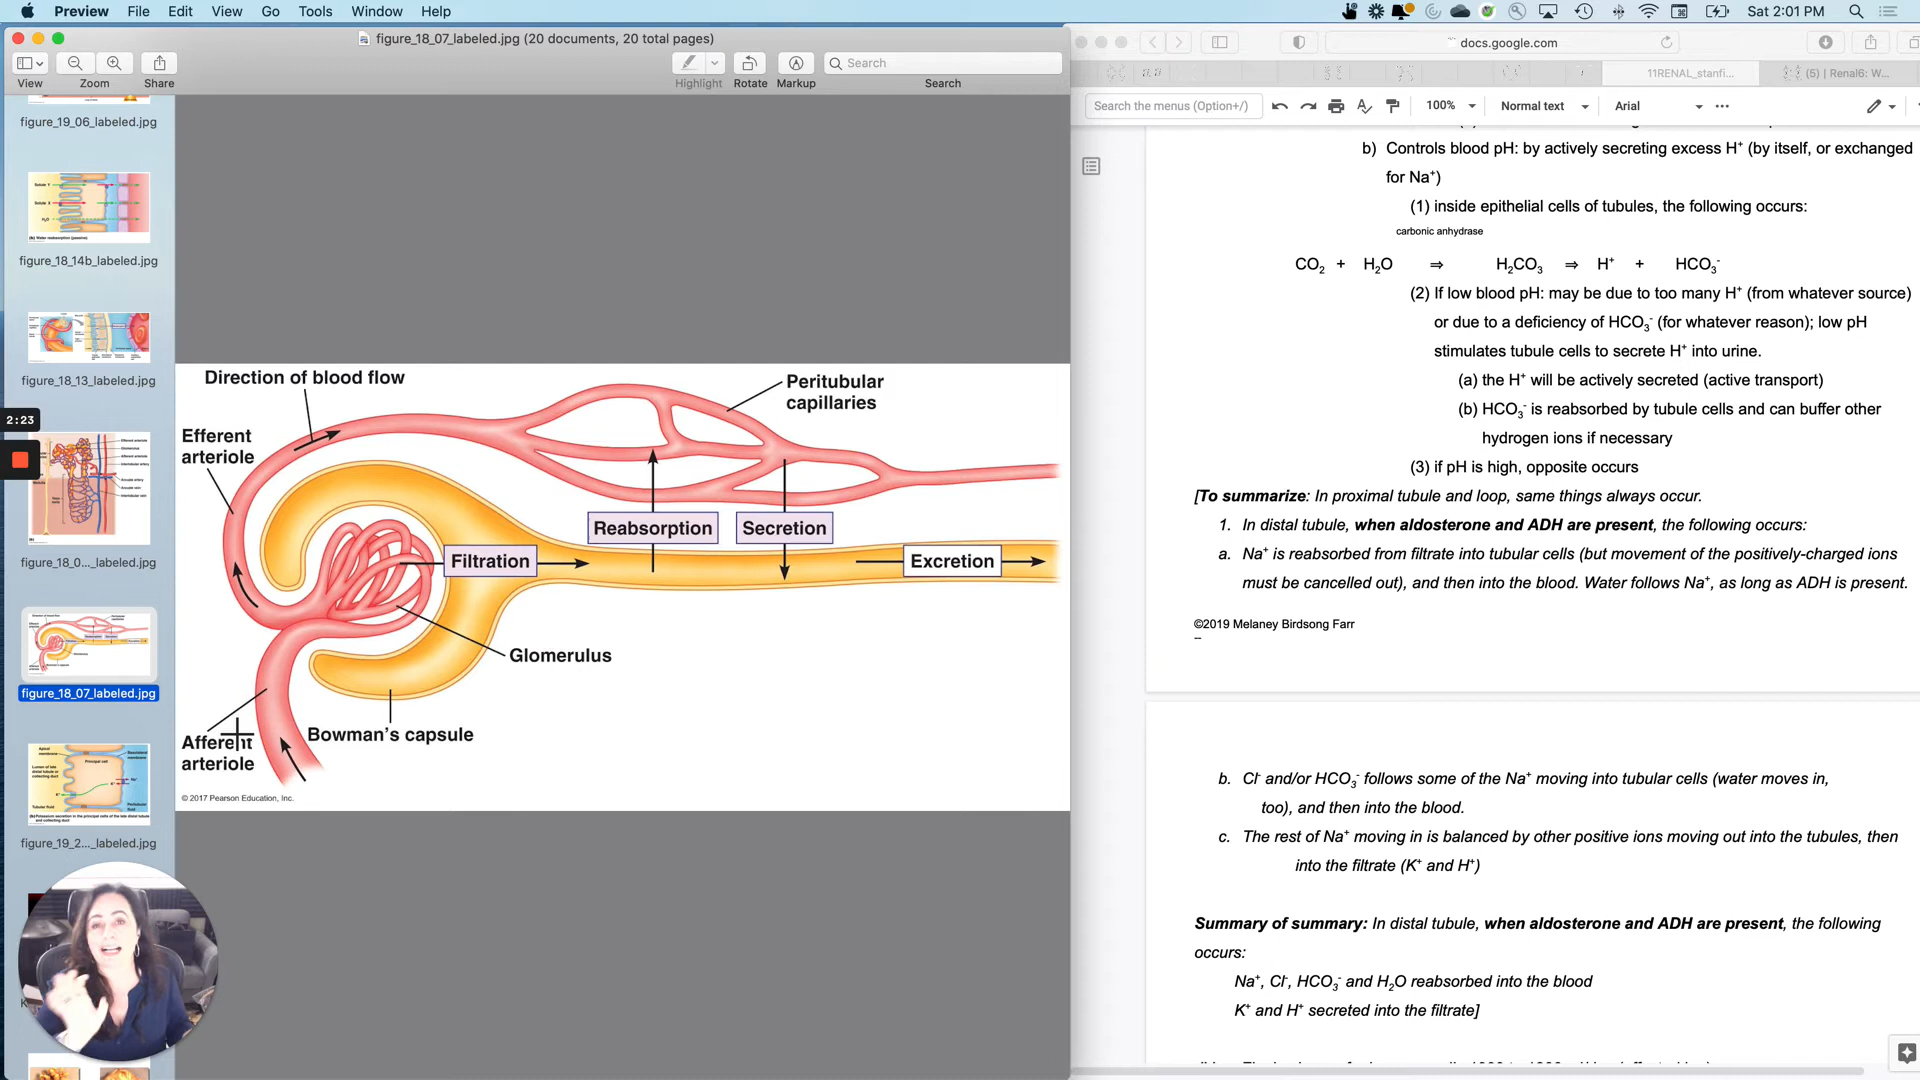 Preview File Edit View Go Tools Window Help
Sat 2:01 PM
figure_18_07_labeled.jpg (20 documents, 20 total pages)
View Zoom Share Highlight Rotate Markup Search
Search
figure_19_06_labeled.jpg
figure_18_14b_labeled.jpg
figure_18_13_labeled.jpg
2:23
figure_18_0..._labeled.jpg
figure_18_07_labeled.jpg
figure_19_2..._labeled.jpg
Direction of blood flow
Peritubular
capillaries
Efferent
arteriole
Reabsorption
Secretion
Filtration
Excretion
Glomerulus
Bowman's capsule
Afferent
arteriole
© 2017 Pearson Education, Inc.
docs.google.com
11RENAL_stanfi...
(5) | Renal6: W...
Search the menus (Option+/)
100% Normal text Arial
b) Controls blood pH: by actively secreting excess H⁺ (by itself, or exchanged
for Na⁺)
(1) inside epithelial cells of tubules, the following occurs:
carbonic anhydrase
CO₂ + H₂O ⇒ H₂CO₃ ⇒ H⁺ + HCO₃⁻
(2) If low blood pH: may be due to too many H⁺ (from whatever source)
or due to a deficiency of HCO₃⁻ (for whatever reason); low pH
stimulates tubule cells to secrete H⁺ into urine.
(a) the H⁺ will be actively secreted (active transport)
(b) HCO₃⁻ is reabsorbed by tubule cells and can buffer other
hydrogen ions if necessary
(3) if pH is high, opposite occurs
[To summarize: In proximal tubule and loop, same things always occur.
1. In distal tubule, when aldosterone and ADH are present, the following occurs:
a. Na⁺ is reabsorbed from filtrate into tubular cells (but movement of the positively-charged ions
must be cancelled out), and then into the blood. Water follows Na⁺, as long as ADH is present.
©2019 Melaney Birdsong Farr
--
b. Cl⁻ and/or HCO₃⁻ follows some of the Na⁺ moving into tubular cells (water moves in,
too), and then into the blood.
c. The rest of Na⁺ moving in is balanced by other positive ions moving out into the tubules, then
into the filtrate (K⁺ and H⁺)
Summary of summary: In distal tubule, when aldosterone and ADH are present, the following
occurs:
Na⁺, Cl⁻, HCO₃⁻ and H₂O reabsorbed into the blood
K⁺ and H⁺ secreted into the filtrate]